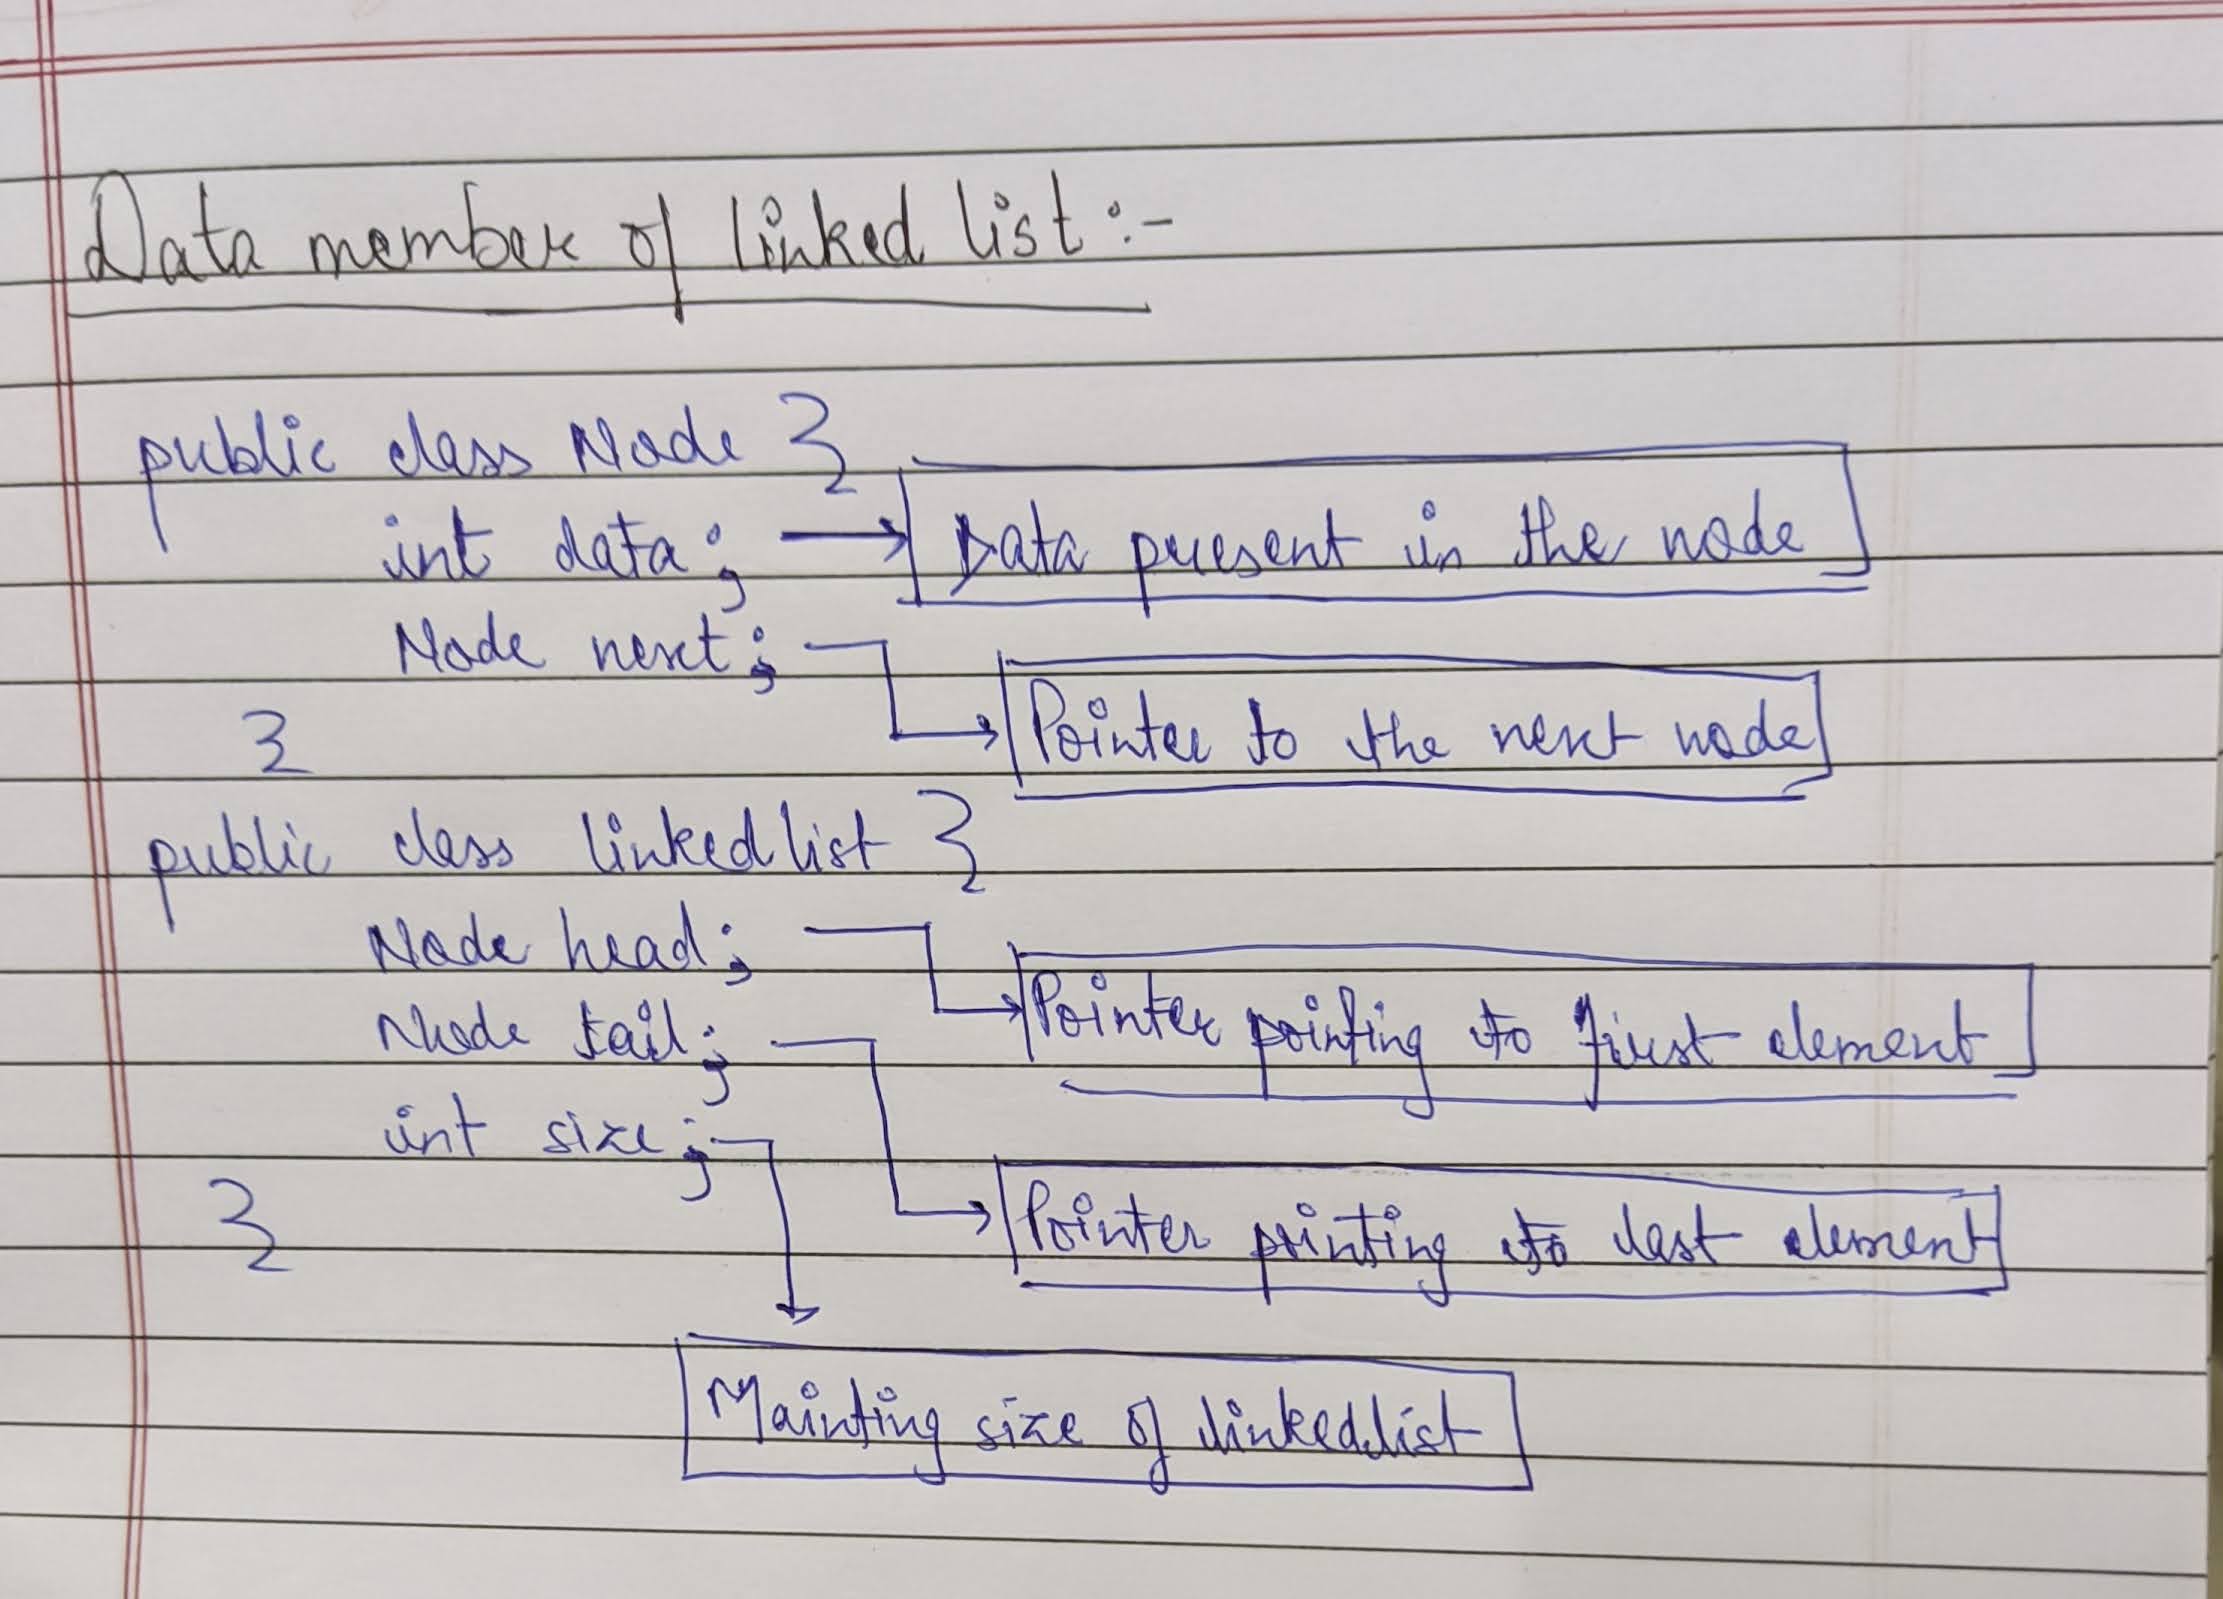 Data member of linked list :-
public class Node {
int data; → Data present in the node
Node next;
Pointer to the next node
}
public class linkedlist {
Node head;
Pointer pointing to first element
Node tail;
int size;
Pointer pointing to last element
}
Mainting size of linkedlist